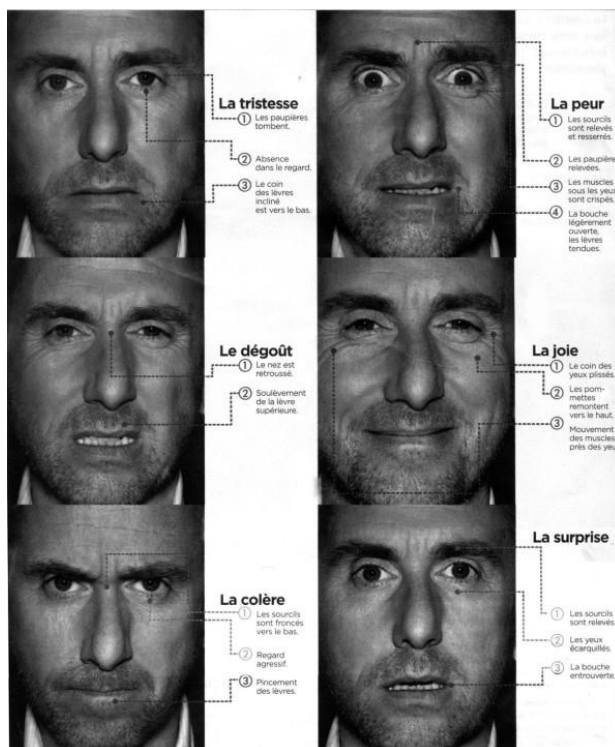 La tristesse
1 Les paupières
tombent.
2 Absence
dans le regard.
3 Le coin
des lèvres
incliné
est vers le bas.
La peur
1 Les sourcils
sont relevés
et resserrés.
2 Les paupière
relevées.
3 Les muscles
sous les yeux
sont crispés.
4 La bouche
légèrement
ouverte,
les lèvres
tendues.
Le dégoût
1 Le nez est
retroussé.
2 Soulèvement
de la lèvre
supérieure.
La joie
1 Le coin des
yeux plissés.
2 Les pom-
mettes
remontent
vers le haut.
3 Mouvement
des muscles
près des yeu
La colère
1 Les sourcils
sont froncés
vers le bas.
2 Regard
agressif.
3 Pincement
des lèvres.
La surprise
1 Les sourcils
sont relevés
2 Les yeux
écarquillés.
3 La bouche
entrouverte.